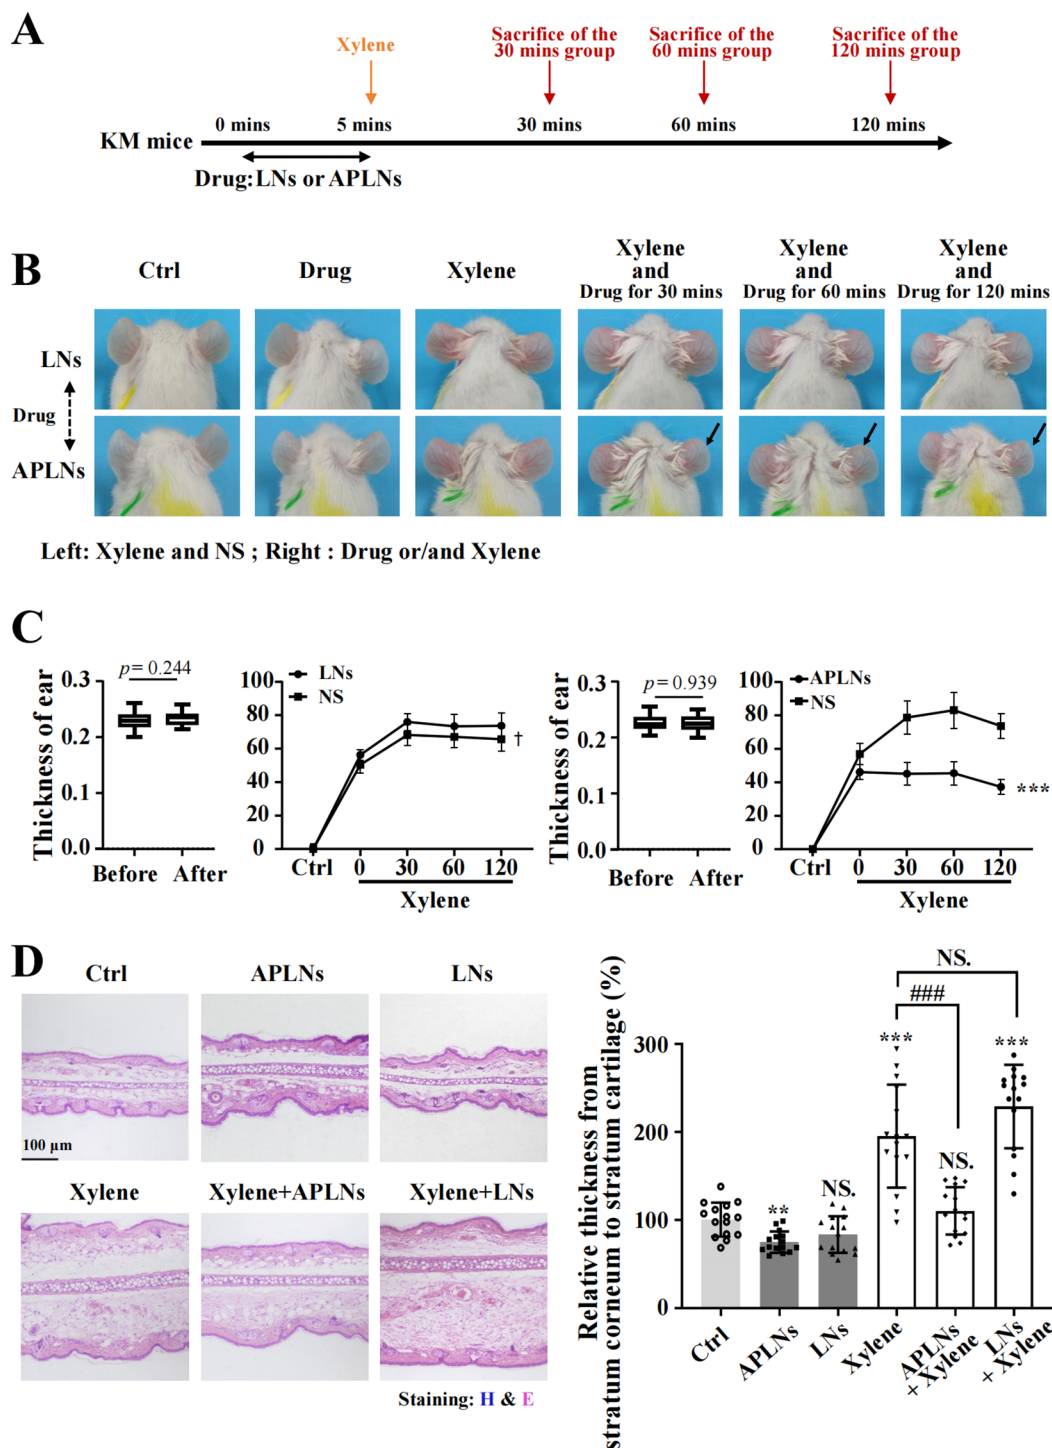 A
Xylene
Sacrifice of the
30 mins group
Sacrifice of the
60 mins group
Sacrifice of the
120 mins group
0 mins
5 mins
30 mins
60 mins
120 mins
KM mice
Drug:LNs or APLNs
B
Ctrl
Drug
Xylene
Xylene
and
Drug for 30 mins
Xylene
and
Drug for 60 mins
Xylene
and
Drug for 120 mins
LNs
Drug
APLNs
Left: Xylene and NS ; Right : Drug or/and Xylene
C
Thickness of ear
0.3
0.2
0.1
0.0
p= 0.244
Before
After
100
80
60
40
20
0
LNs
NS
†
Ctrl
0
30
60
120
Xylene
Thickness of ear
0.3
0.2
0.1
0.0
p= 0.939
Before
After
100
80
60
40
20
0
APLNs
NS
***
Ctrl
0
30
60
120
Xylene
D
Ctrl
APLNs
LNs
100 µm
Xylene
Xylene+APLNs
Xylene+LNs
Staining: H & E
Relative thickness from
stratum corneum to stratum cartilage (%)
300
200
100
0
NS.
###
***
***
**
NS.
NS.
Ctrl
APLNs
LNs
Xylene
APLNs
+ Xylene
LNs
+ Xylene